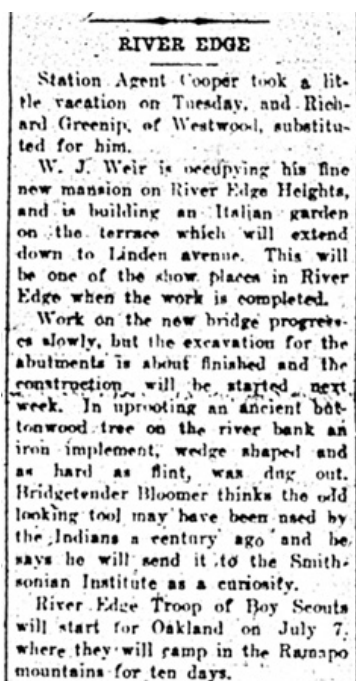 RIVER EDGE
Station Agent Cooper took a lit-
tle vacation on Tuesday, and Rich-
ard Greenip, of Westwood, substitu-
ted for him.
W. J. Weir is occupying his fine
new mansion on River Edge Heights,
and is building an Italian garden
on the terrace which will extend
down to Linden avenue. This will
be one of the show places in River
Edge when the work is completed.
Work on the new bridge progress-
es slowly, but the excavation for the
abutments is about finished and the
construction will be started next
week. In uprooting an ancient but-
tonwood tree on the river bank an
iron implement, wedge shaped and
as hard as flint, was dug out.
Bridgetender Bloomer thinks the odd
looking tool may have been used by
the Indians a century ago and he
says he will send it to the Smith-
sonian Institute as a curiosity.
River Edge Troop of Boy Scouts
will start for Oakland on July 7,
where they will camp in the Ramapo
mountains for ten days.